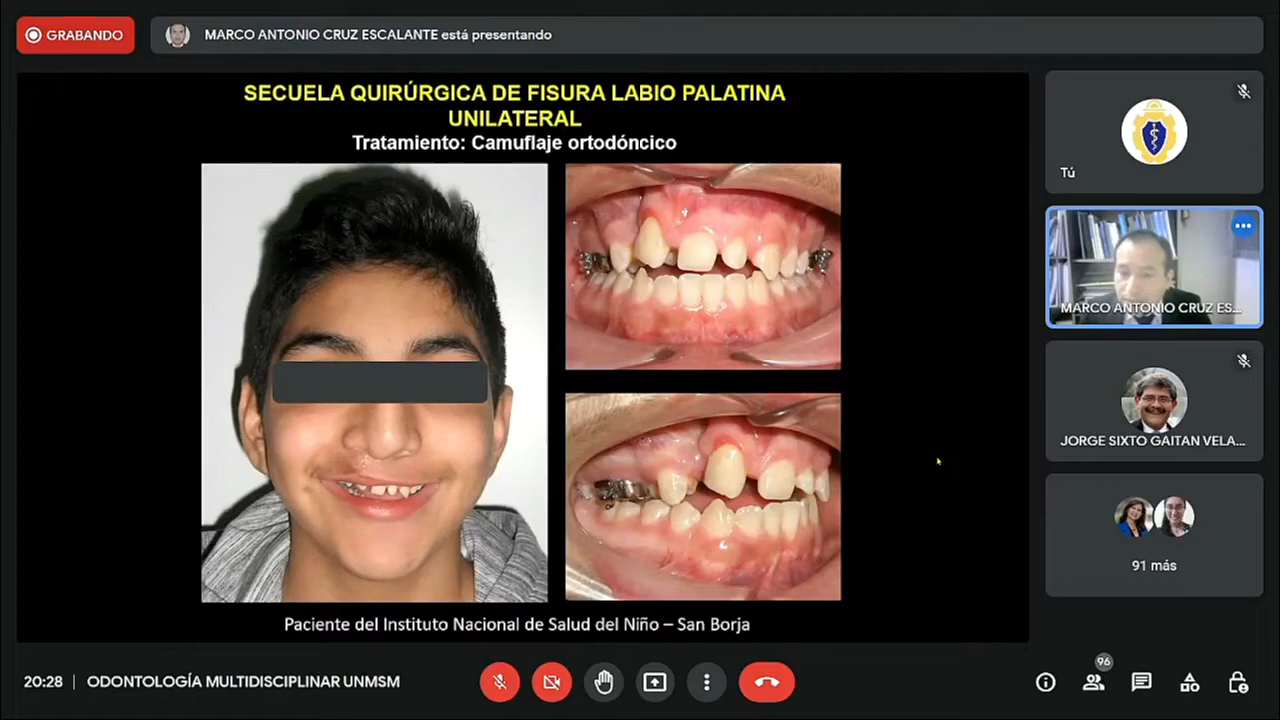 GRABANDO
MARCO ANTONIO CRUZ ESCALANTE está presentando
SECUELA QUIRÚRGICA DE FISURA LABIO PALATINA
UNILATERAL
Tratamiento: Camuflaje ortodóncico
Paciente del Instituto Nacional de Salud del Niño – San Borja
Tú
MARCO ANTONIO CRUZ ES...
JORGE SIXTO GAITAN VELA...
91 más
20:28 | ODONTOLOGÍA MULTIDISCIPLINAR UNMSM
96